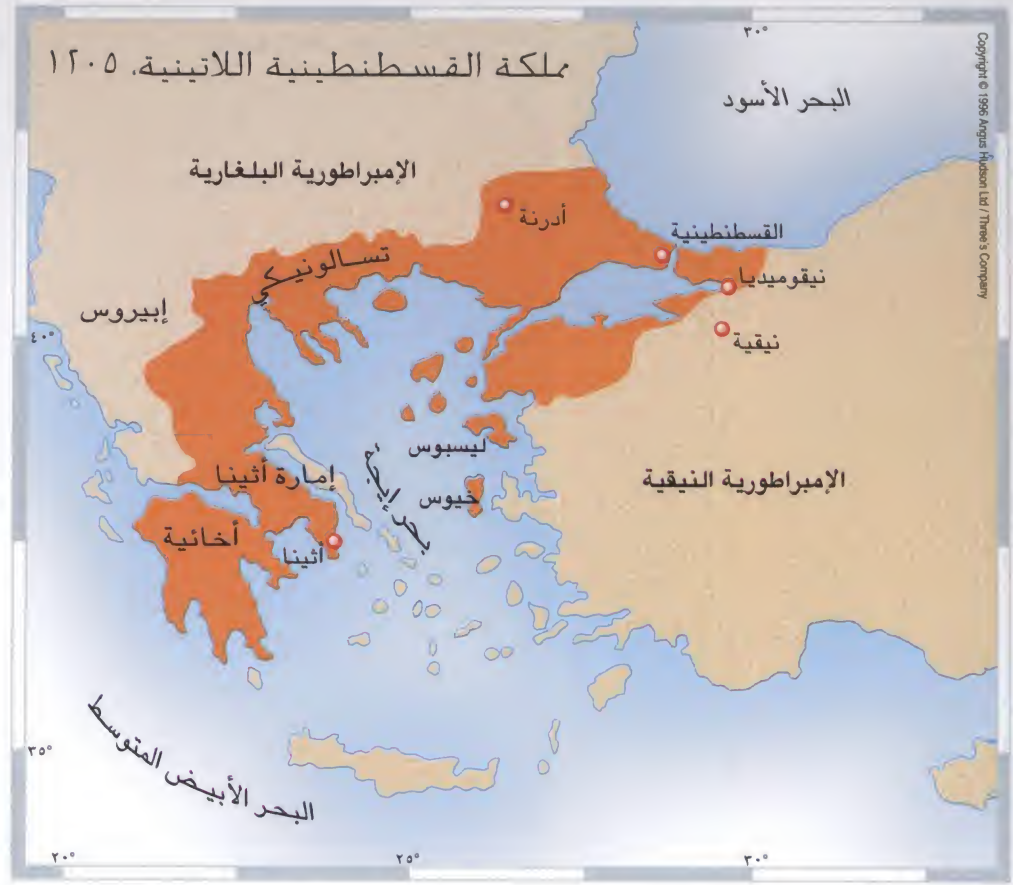 مملكة القسطنطينية اللاتينية، ١٢٠٥
٣٠°
البحر الأسود
Copyright © 1996 Angus Hudson Ltd / Three's Company
الإمبراطورية البلغارية
أدرنة
القسطنطينية
تسالونيكي
نيقوميديا
إبيروس
٤٠°
نيقية
ليسبوس
بحر إيجة
إمارة أثينا
الإمبراطورية النيقية
خيوس
أخائية
أثينا
البحر الأبيض المتوسط
٣٥°
٢٠°
٢٥°
٣٠°